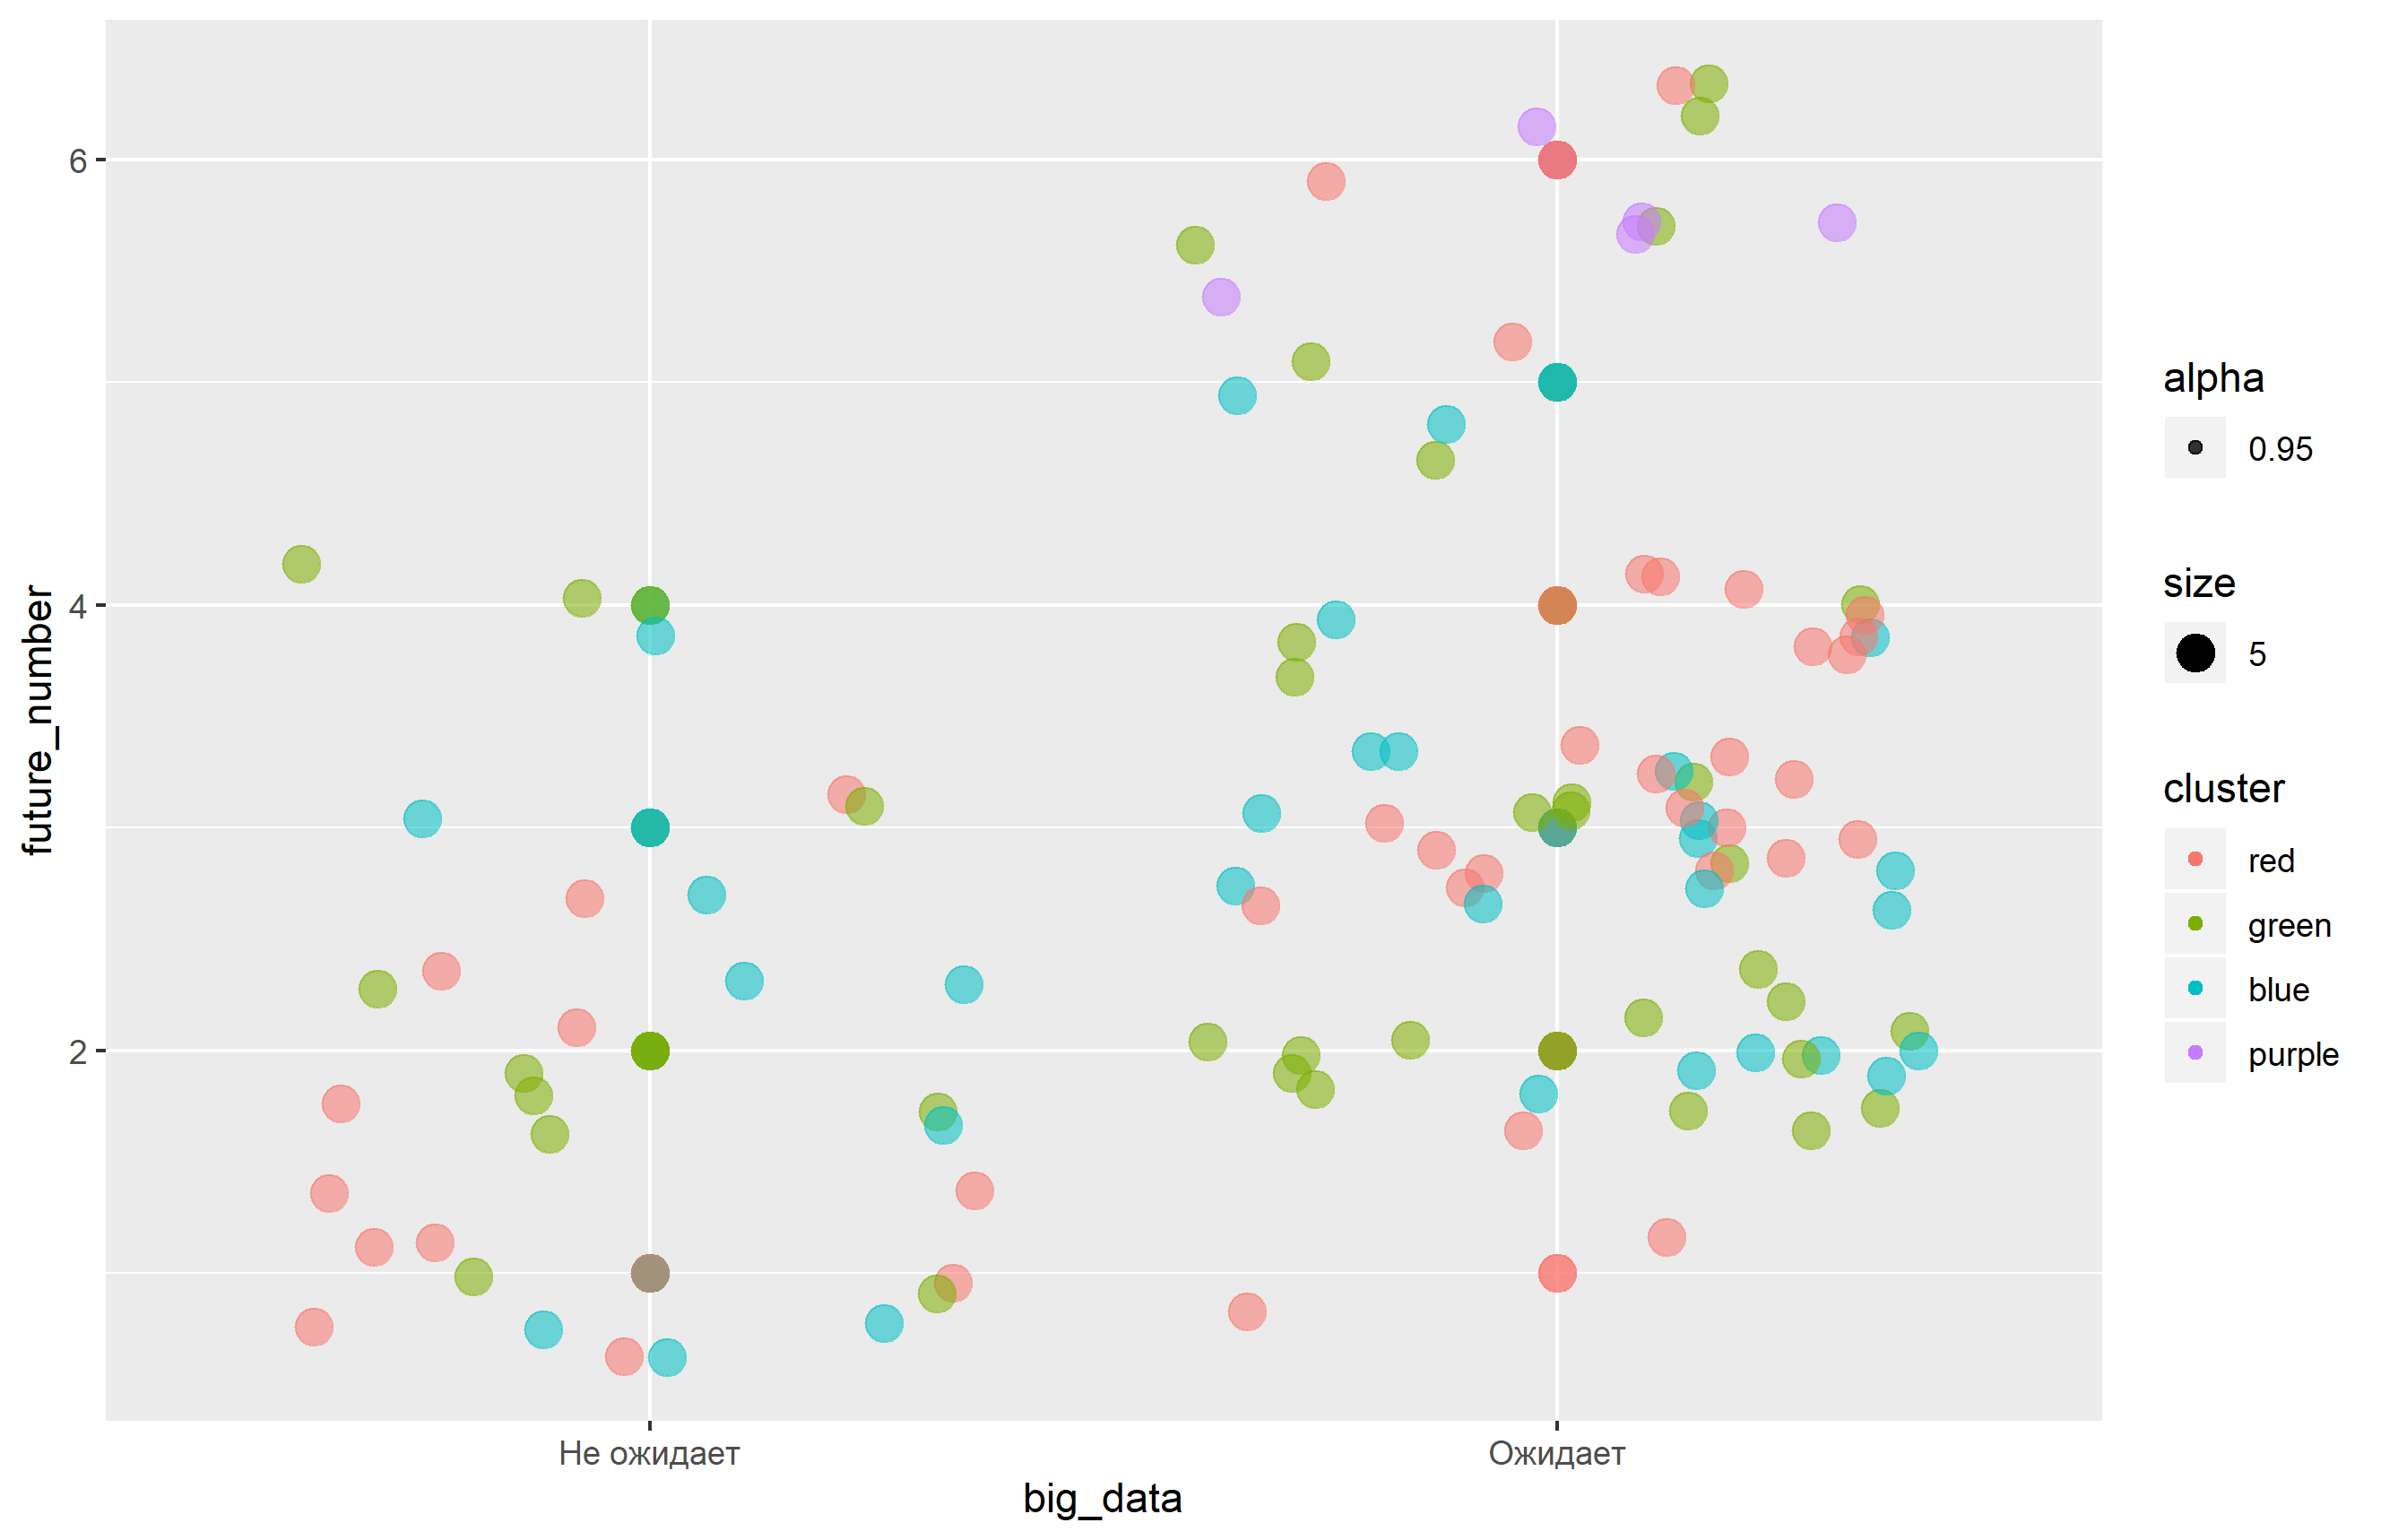 6
4
2
future_number
Не ожидает
Ожидает
big_data
alpha
0.95
size
5
cluster
red
green
blue
purple